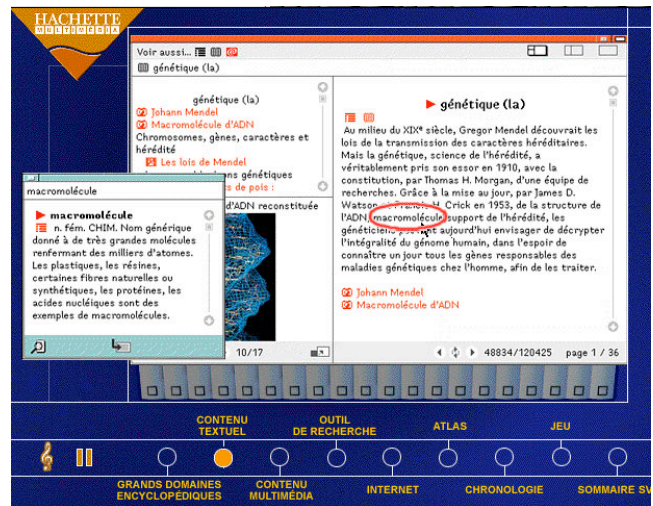 HACHETTE
MULTIMEDIA
Voir aussi...
génétique (la)
génétique (la)
Johann Mendel
Macromolécule d'ADN
Chromosomes, gènes, caractères et
hérédité
Les lois de Mendel
génétiques
de pois :
d'ADN reconstituée
10/17
génétique (la)
Au milieu du XIXe siècle, Gregor Mendel découvrait les
lois de la transmission des caractères héréditaires.
Mais la génétique, science de l'hérédité, a
véritablement pris son essor en 1910, avec la
constitution, par Thomas H. Morgan, d'une équipe de
recherches. Grâce à la mise au jour, par James D.
Watson H. Crick en 1953, de la structure de
l'ADN, macromolécule support de l'hérédité, les
généticiens aujourd'hui envisager de décrypter
l'intégralité du génome humain, dans l'espoir de
connaître un jour tous les gènes responsables des
maladies génétiques chez l'homme, afin de les traiter.
Johann Mendel
Macromolécule d'ADN
48834/120425 page 1 / 36
macromolécule
macromolécule
n. fém. CHIM. Nom générique
donné à de très grandes molécules
renfermant des milliers d'atomes.
Les plastiques, les résines,
certaines fibres naturelles ou
synthétiques, les protéines, les
acides nucléiques sont des
exemples de macromolécules.
CONTENU
TEXTUEL
OUTIL
DE RECHERCHE
ATLAS
JEU
GRANDS DOMAINES
ENCYCLOPÉDIQUES
CONTENU
MULTIMÉDIA
INTERNET
CHRONOLOGIE
SOMMAIRE SV